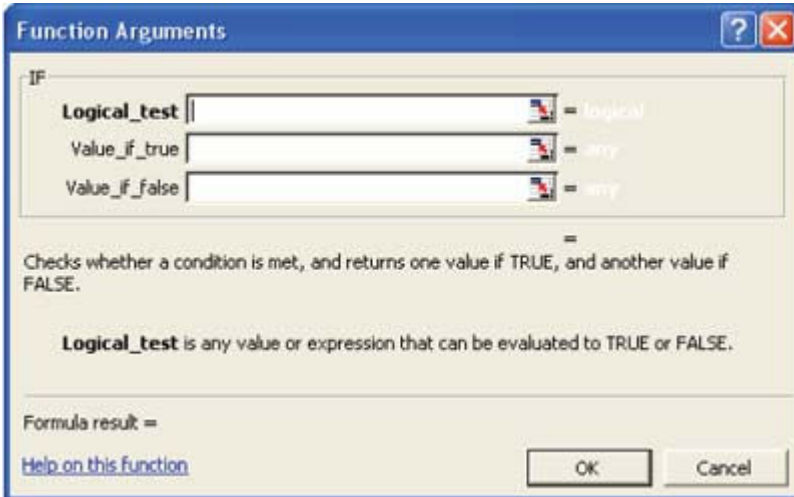 Function Arguments
IF
Logical_test = logical
Value_if_true = any
Value_if_false = any
=
Checks whether a condition is met, and returns one value if TRUE, and another value if
FALSE.
Logical_test is any value or expression that can be evaluated to TRUE or FALSE.
Formula result =
Help on this function
OK Cancel